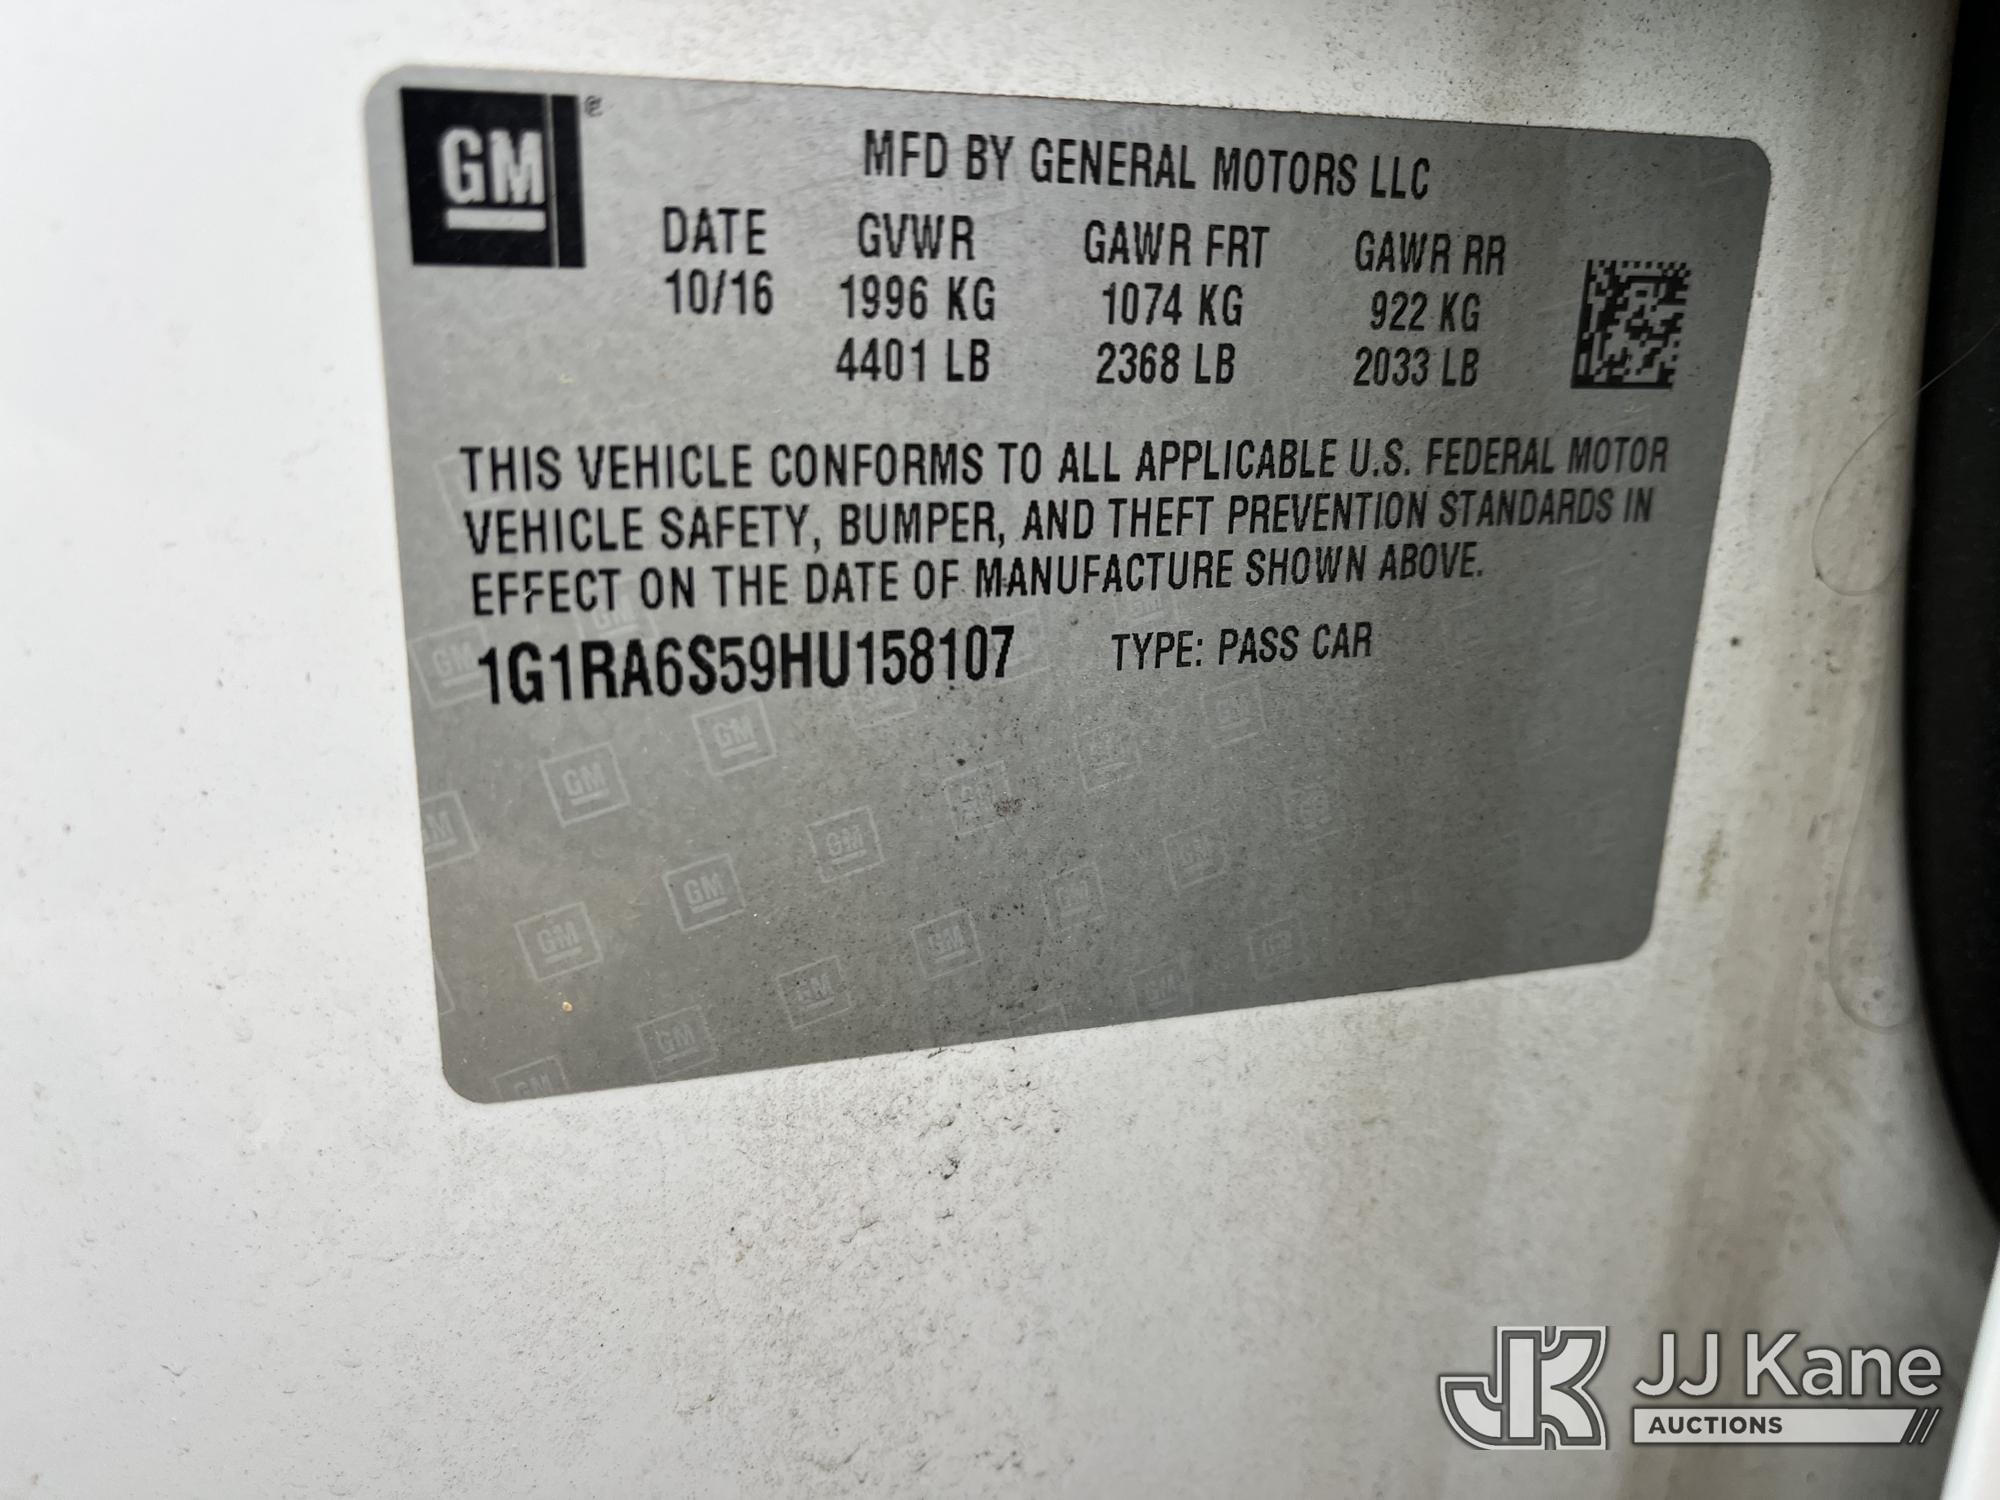 GM
MFD BY GENERAL MOTORS LLC
DATE GVWR GAWR FRT GAWR RR
10/16 1996 KG 1074 KG 922 KG
4401 LB 2368 LB 2033 LB
THIS VEHICLE CONFORMS TO ALL APPLICABLE U.S. FEDERAL MOTOR
VEHICLE SAFETY, BUMPER, AND THEFT PREVENTION STANDARDS IN
EFFECT ON THE DATE OF MANUFACTURE SHOWN ABOVE.
1G1RA6S59HU158107 TYPE: PASS CAR
JK JJ Kane
AUCTIONS